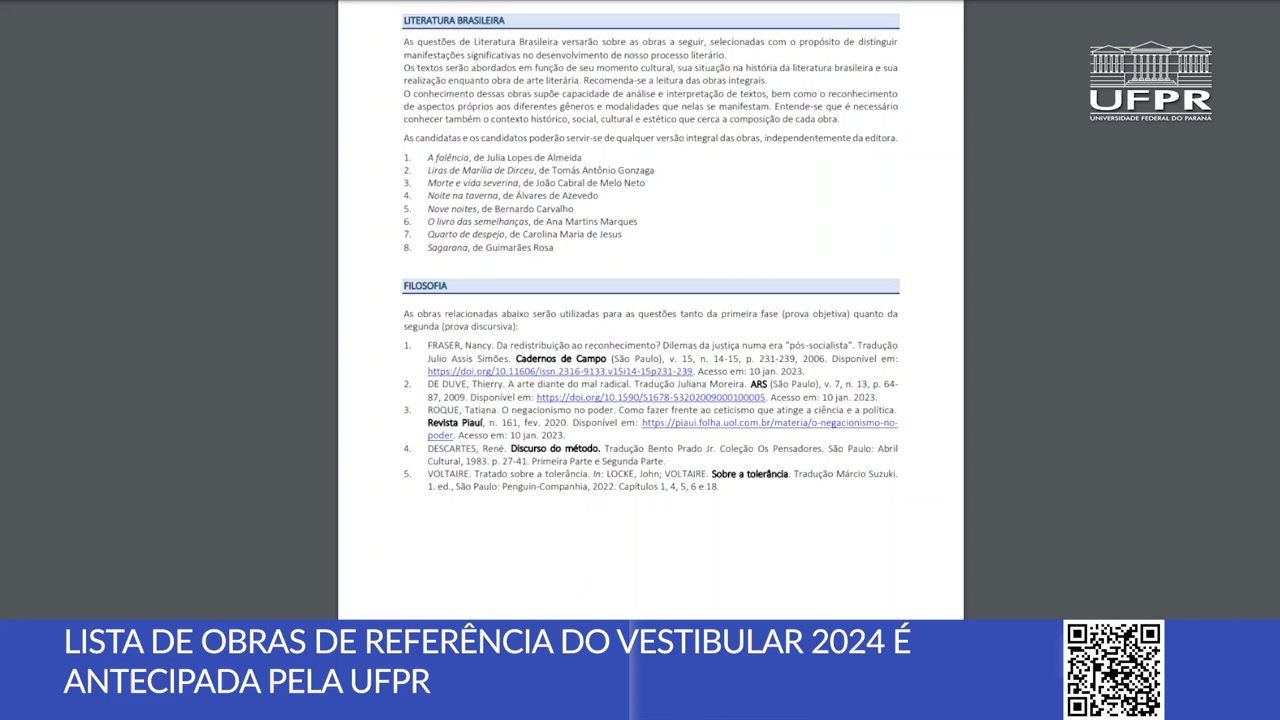 LITERATURA BRASILEIRA
As questões de Literatura Brasileira versarão sobre as obras a seguir, selecionadas com o propósito de distinguir
manifestações significativas no desenvolvimento de nosso processo literário.
Os textos serão abordados em função de seu momento cultural, sua situação na história da literatura brasileira e sua
realização enquanto obra de arte literária. Recomenda-se a leitura das obras integrais.
O conhecimento dessas obras supõe capacidade de análise e interpretação de textos, bem como o reconhecimento
de aspectos próprios aos diferentes gêneros e modalidades que nelas se manifestam. Entende-se que é necessário
conhecer também o contexto histórico, social, cultural e estético que cerca a composição de cada obra.
As candidatas e os candidatos poderão servir-se de qualquer versão integral das obras, independentemente da editora.
1. A falência, de Julia Lopes de Almeida
2. Liras de Marília de Dirceu, de Tomás Antônio Gonzaga
3. Morte e vida severina, de João Cabral de Melo Neto
4. Noite na taverna, de Álvares de Azevedo
5. Nove noites, de Bernardo Carvalho
6. O livro das semelhanças, de Ana Martins Marques
7. Quarto de despejo, de Carolina Maria de Jesus
8. Sagarana, de Guimarães Rosa
FILOSOFIA
As obras relacionadas abaixo serão utilizadas para as questões tanto da primeira fase (prova objetiva) quanto da
segunda (prova discursiva):
1. FRASER, Nancy. Da redistribuição ao reconhecimento? Dilemas da justiça numa era “pós-socialista”. Tradução
Julio Assis Simões. Cadernos de Campo (São Paulo), v. 15, n. 14-15, p. 231-239, 2006. Disponível em:
https://doi.org/10.11606/issn.2316-9133.v15i14-15p231-239. Acesso em: 10 jan. 2023.
2. DE DUVE, Thierry. A arte diante do mal radical. Tradução Juliana Moreira. ARS (São Paulo), v. 7, n. 13, p. 64-
87, 2009. Disponível em: https://doi.org/10.1590/S1678-53202009000100005. Acesso em: 10 jan. 2023.
3. ROQUE, Tatiana. O negacionismo no poder. Como fazer frente ao ceticismo que atinge a ciência e a política.
Revista Piauí, n. 161, fev. 2020. Disponível em: https://piaui.folha.uol.com.br/materia/o-negacionismo-no-
poder. Acesso em: 10 jan. 2023.
4. DESCARTES, René. Discurso do método. Tradução Bento Prado Jr. Coleção Os Pensadores. São Paulo: Abril
Cultural, 1983. p. 27-41. Primeira Parte e Segunda Parte.
5. VOLTAIRE. Tratado sobre a tolerância. In: LOCKE, John; VOLTAIRE. Sobre a tolerância. Tradução Márcio Suzuki.
1. ed., São Paulo: Penguin-Companhia, 2022. Capítulos 1, 4, 5, 6 e 18.
UFPR
UNIVERSIDADE FEDERAL DO PARANÁ
LISTA DE OBRAS DE REFERÊNCIA DO VESTIBULAR 2024 É
ANTECIPADA PELA UFPR